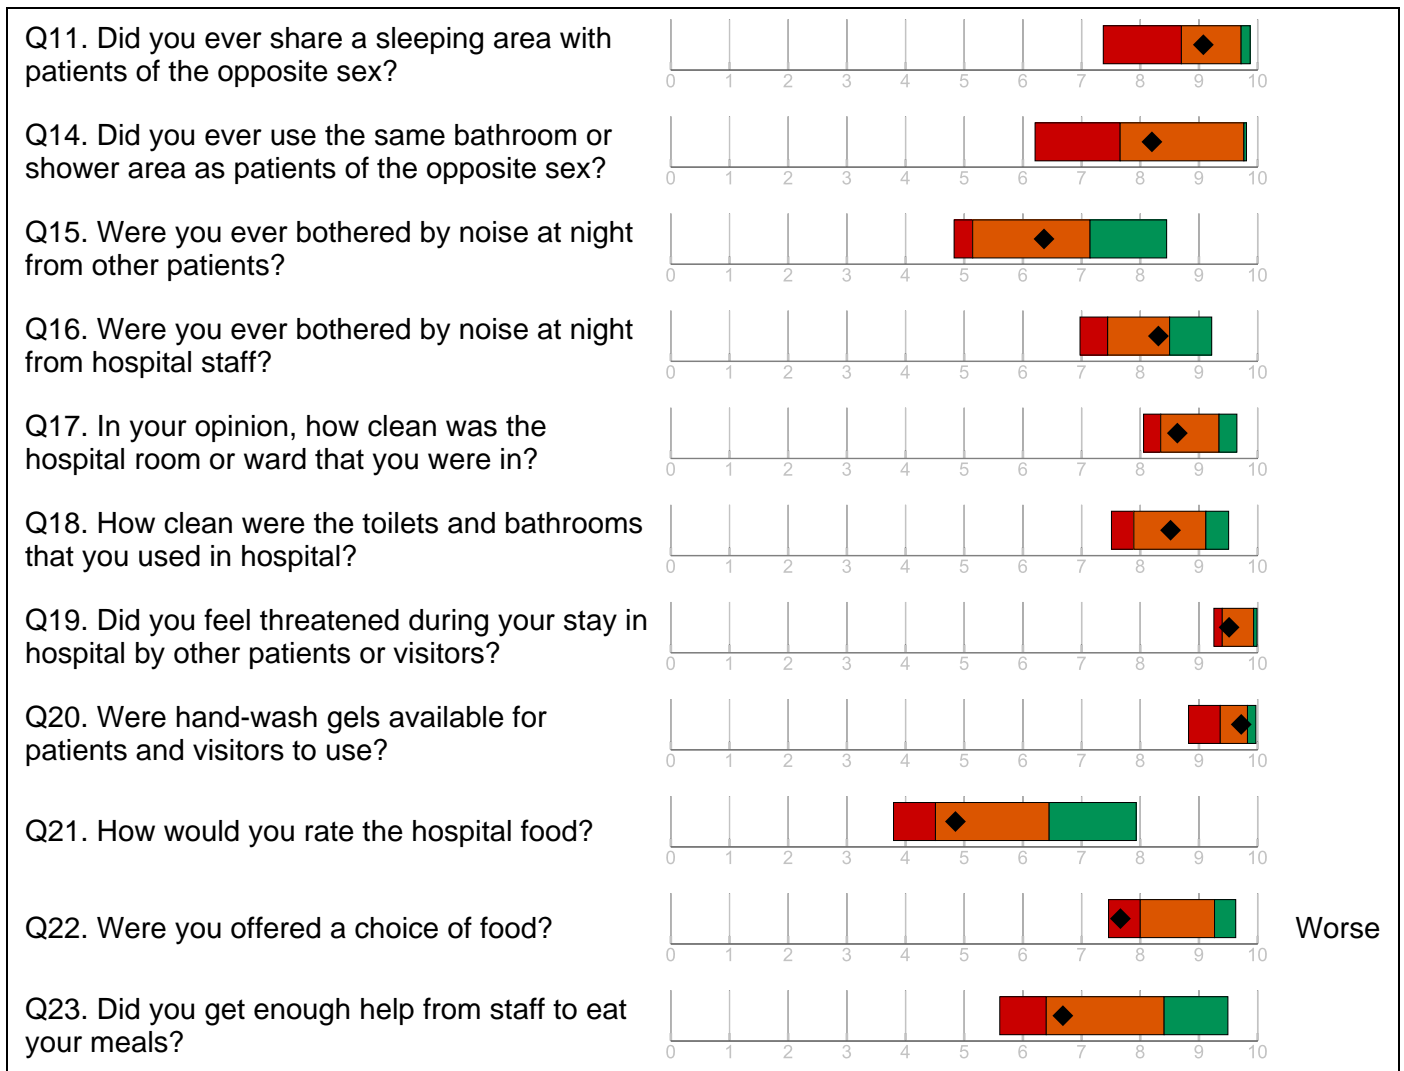 Q11. Did you ever share a sleeping area with
patients of the opposite sex?
0 1 2 3 4 5 6 7 8 9 10
Q14. Did you ever use the same bathroom or
shower area as patients of the opposite sex?
0 1 2 3 4 5 6 7 8 9 10
Q15. Were you ever bothered by noise at night
from other patients?
0 1 2 3 4 5 6 7 8 9 10
Q16. Were you ever bothered by noise at night
from hospital staff?
0 1 2 3 4 5 6 7 8 9 10
Q17. In your opinion, how clean was the
hospital room or ward that you were in?
0 1 2 3 4 5 6 7 8 9 10
Q18. How clean were the toilets and bathrooms
that you used in hospital?
0 1 2 3 4 5 6 7 8 9 10
Q19. Did you feel threatened during your stay in
hospital by other patients or visitors?
0 1 2 3 4 5 6 7 8 9 10
Q20. Were hand-wash gels available for
patients and visitors to use?
0 1 2 3 4 5 6 7 8 9 10
Q21. How would you rate the hospital food?
0 1 2 3 4 5 6 7 8 9 10
Q22. Were you offered a choice of food? Worse
0 1 2 3 4 5 6 7 8 9 10
Q23. Did you get enough help from staff to eat
your meals?
0 1 2 3 4 5 6 7 8 9 10